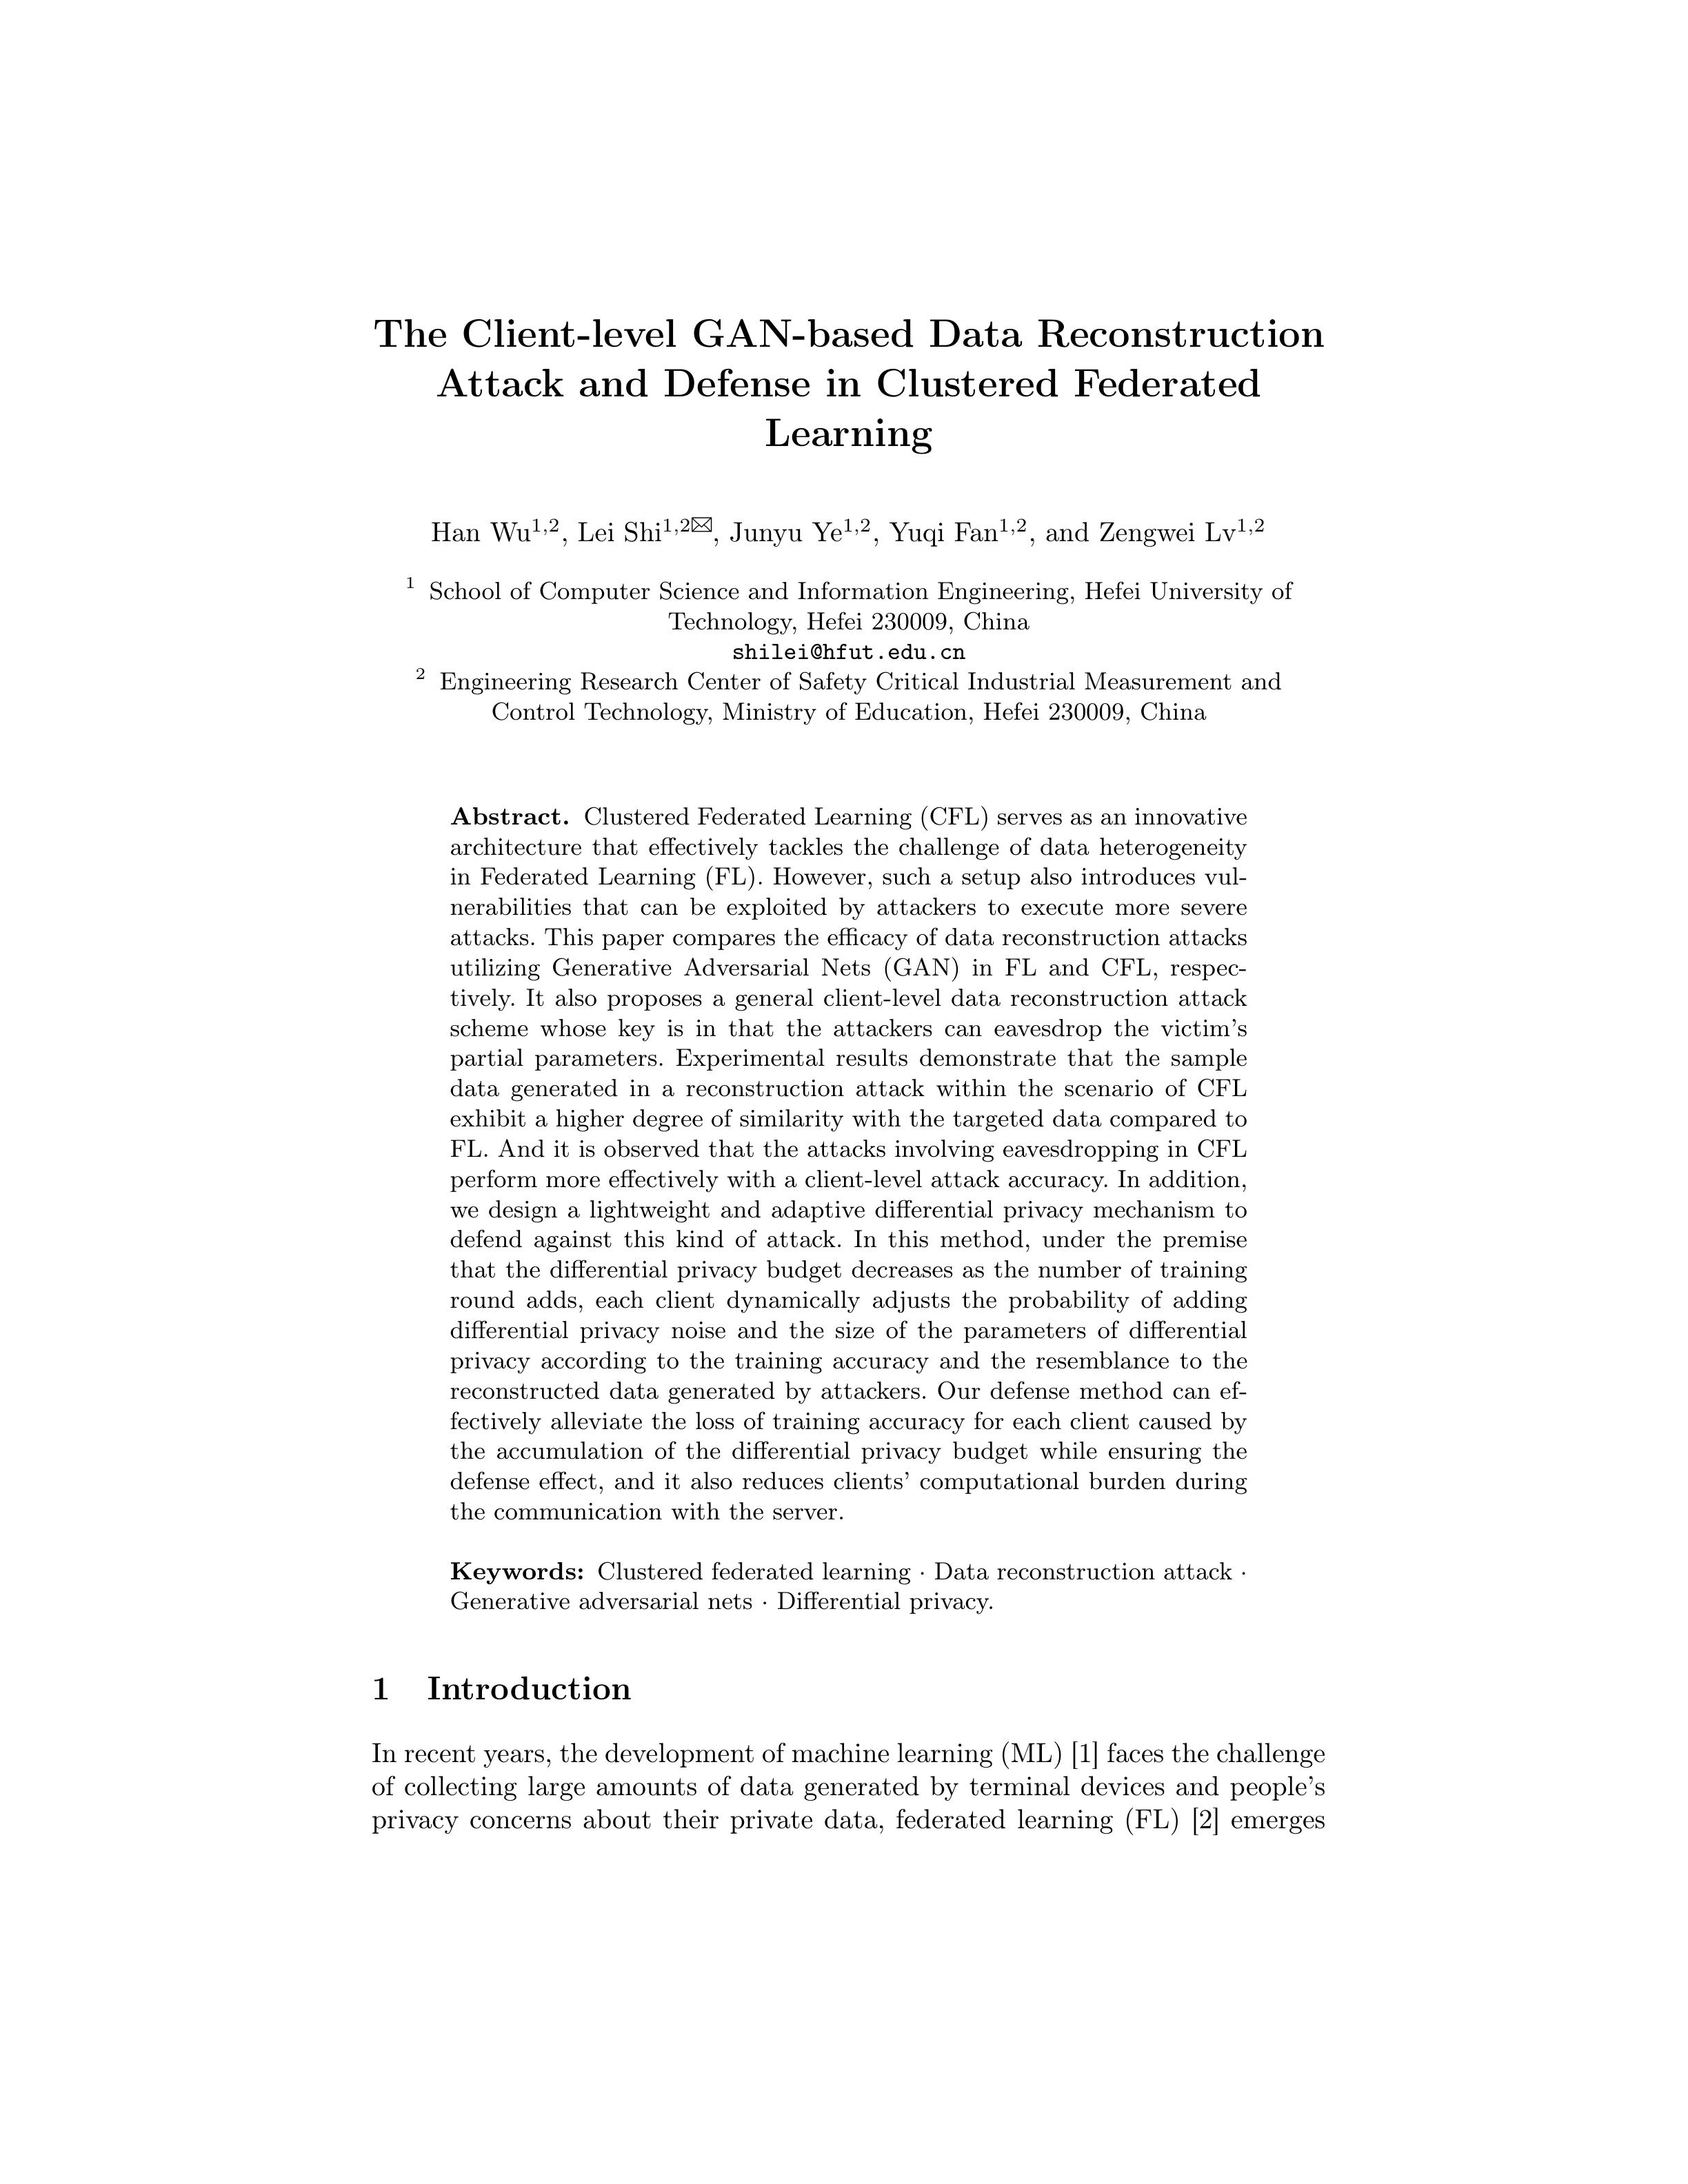 The Client-level GAN-based Data Reconstruction
Attack and Defense in Clustered Federated
Learning
Han Wu1,2, Lei Shi1,2✉, Junyu Ye1,2, Yuqi Fan1,2, and Zengwei Lv1,2
1 School of Computer Science and Information Engineering, Hefei University of
Technology, Hefei 230009, China
shilei@hfut.edu.cn
2 Engineering Research Center of Safety Critical Industrial Measurement and
Control Technology, Ministry of Education, Hefei 230009, China
Abstract. Clustered Federated Learning (CFL) serves as an innovative
architecture that effectively tackles the challenge of data heterogeneity
in Federated Learning (FL). However, such a setup also introduces vul-
nerabilities that can be exploited by attackers to execute more severe
attacks. This paper compares the efficacy of data reconstruction attacks
utilizing Generative Adversarial Nets (GAN) in FL and CFL, respec-
tively. It also proposes a general client-level data reconstruction attack
scheme whose key is in that the attackers can eavesdrop the victim's
partial parameters. Experimental results demonstrate that the sample
data generated in a reconstruction attack within the scenario of CFL
exhibit a higher degree of similarity with the targeted data compared to
FL. And it is observed that the attacks involving eavesdropping in CFL
perform more effectively with a client-level attack accuracy. In addition,
we design a lightweight and adaptive differential privacy mechanism to
defend against this kind of attack. In this method, under the premise
that the differential privacy budget decreases as the number of training
round adds, each client dynamically adjusts the probability of adding
differential privacy noise and the size of the parameters of differential
privacy according to the training accuracy and the resemblance to the
reconstructed data generated by attackers. Our defense method can ef-
fectively alleviate the loss of training accuracy for each client caused by
the accumulation of the differential privacy budget while ensuring the
defense effect, and it also reduces clients' computational burden during
the communication with the server.
Keywords: Clustered federated learning · Data reconstruction attack ·
Generative adversarial nets · Differential privacy.
1 Introduction
In recent years, the development of machine learning (ML) [1] faces the challenge
of collecting large amounts of data generated by terminal devices and people's
privacy concerns about their private data, federated learning (FL) [2] emerges